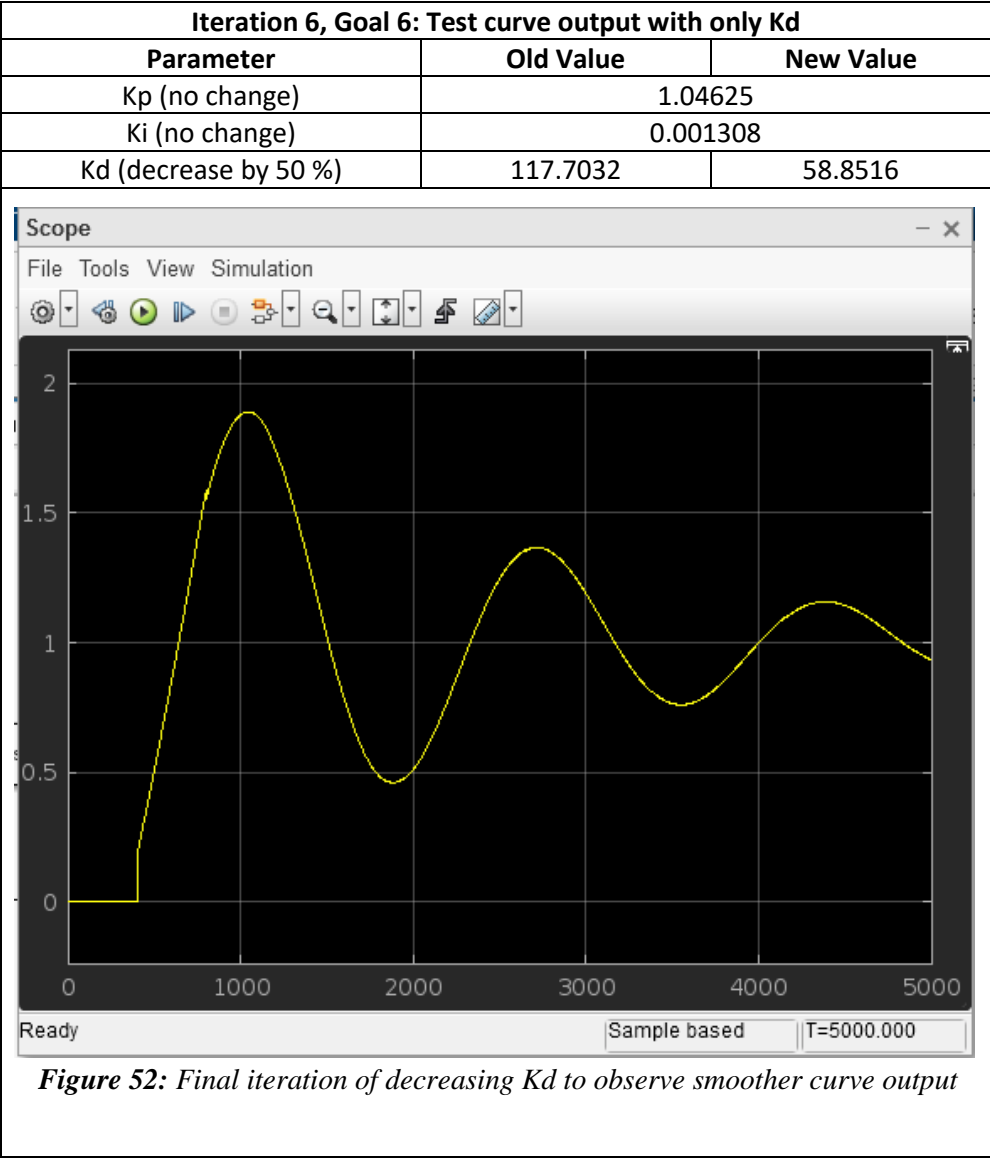 Iteration 6, Goal 6: Test curve output with only Kd
Parameter Old Value New Value
Kp (no change) 1.04625
Ki (no change) 0.001308
Kd (decrease by 50 %) 117.7032 58.8516
Scope
File Tools View Simulation
2
1.5
1
0.5
0
0 1000 2000 3000 4000 5000
Ready Sample based T=5000.000
Figure 52: Final iteration of decreasing Kd to observe smoother curve output